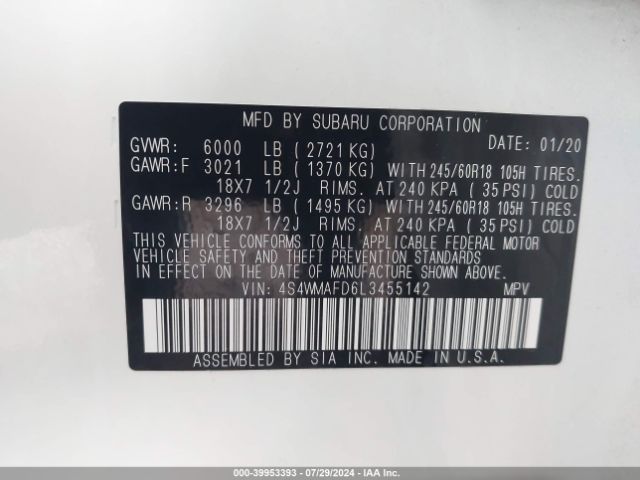 MFD BY SUBARU CORPORATION
DATE: 01/20
GVWR: 6000 LB ( 2721 KG)
GAWR:F 3021 LB ( 1370 KG) WITH 245/60R18 105H TIRES.
18X7 1/2J RIMS. AT 240 KPA ( 35 PSI) COLD
GAWR:R 3296 LB ( 1495 KG) WITH 245/60R18 105H TIRES.
18X7 1/2J RIMS. AT 240 KPA ( 35 PSI) COLD
THIS VEHICLE CONFORMS TO ALL APPLICABLE FEDERAL MOTOR
VEHICLE SAFETY AND THEFT PREVENTION STANDARDS
IN EFFECT ON THE DATE OF MANUFACTURE SHOWN ABOVE.
VIN: 4S4WMAFD6L3455142 MPV
ASSEMBLED BY SIA INC. MADE IN U.S.A.
000-39953393 - 07/29/2024 - IAA Inc.